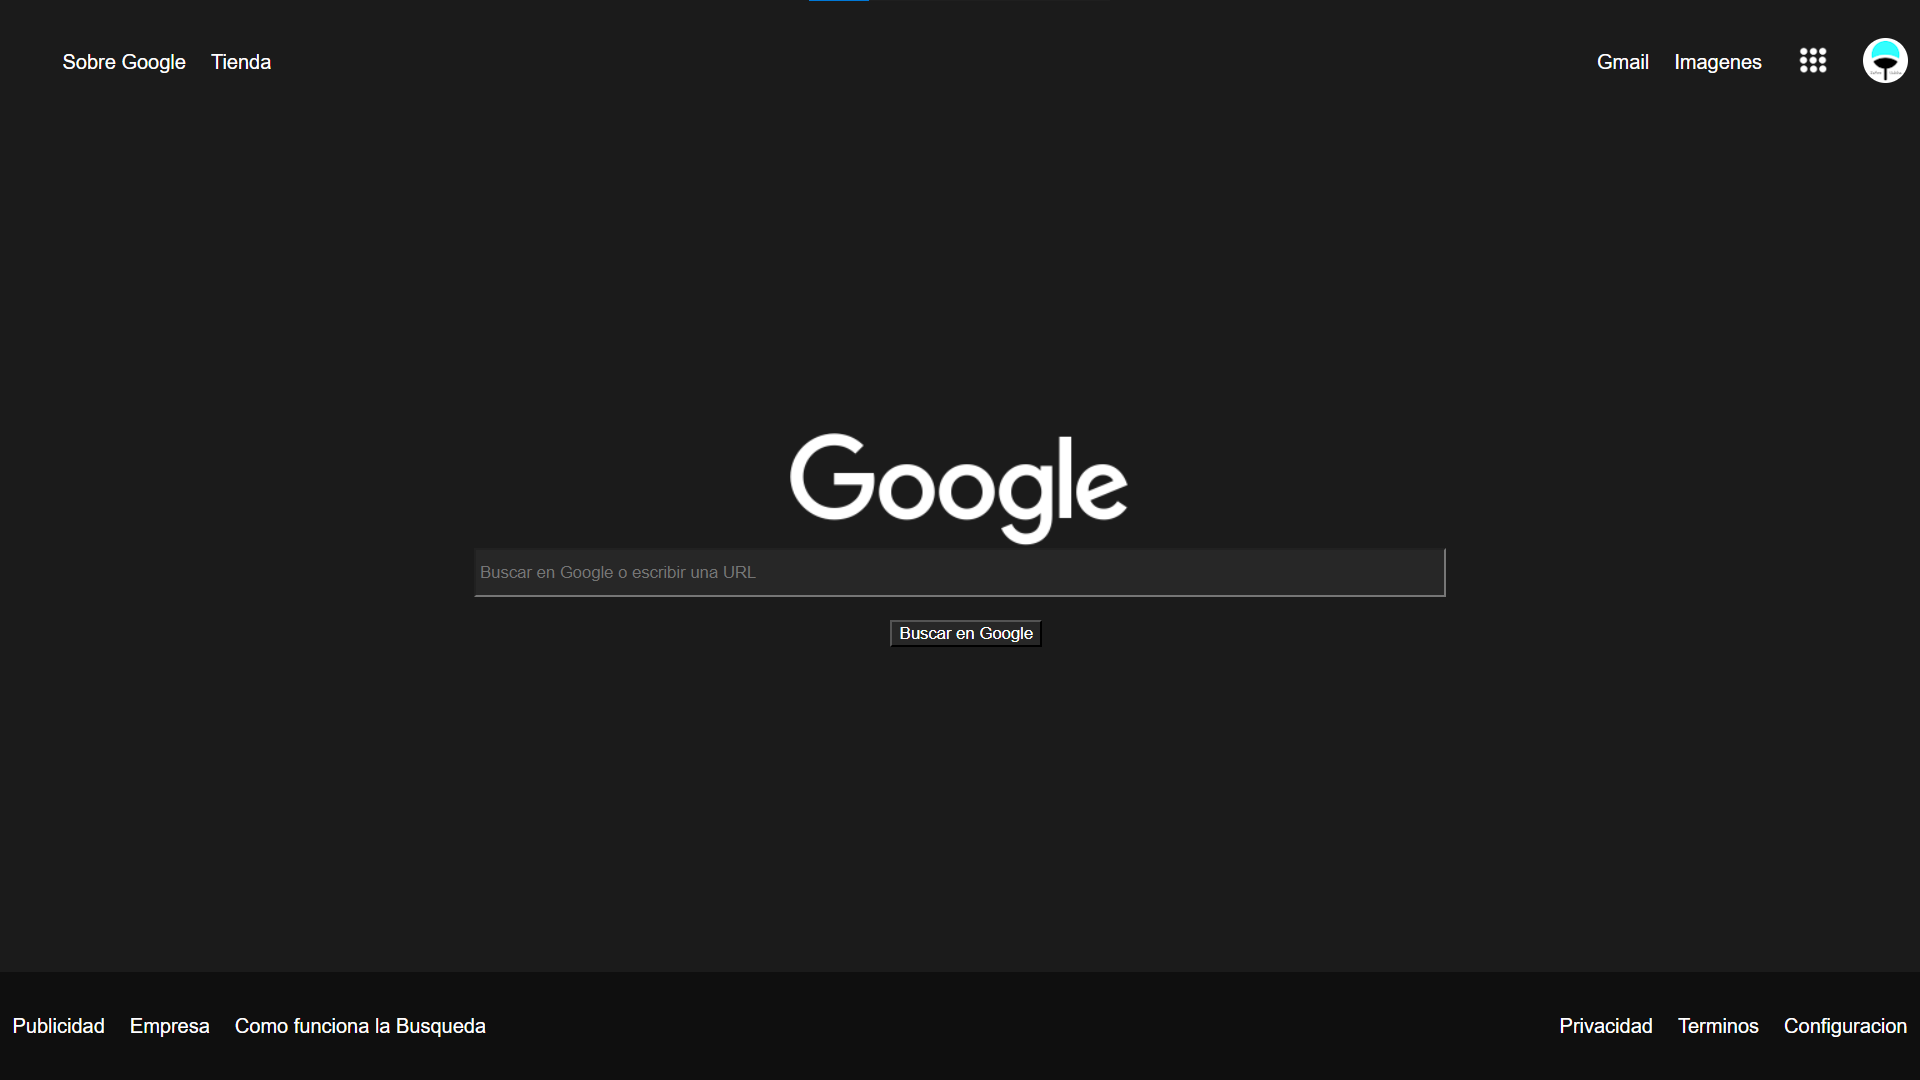 Sobre Google Tienda Gmail Imagenes
Google
Buscar en Google o escribir una URL
Buscar en Google
Publicidad Empresa Como funciona la Busqueda Privacidad Terminos Configuracion